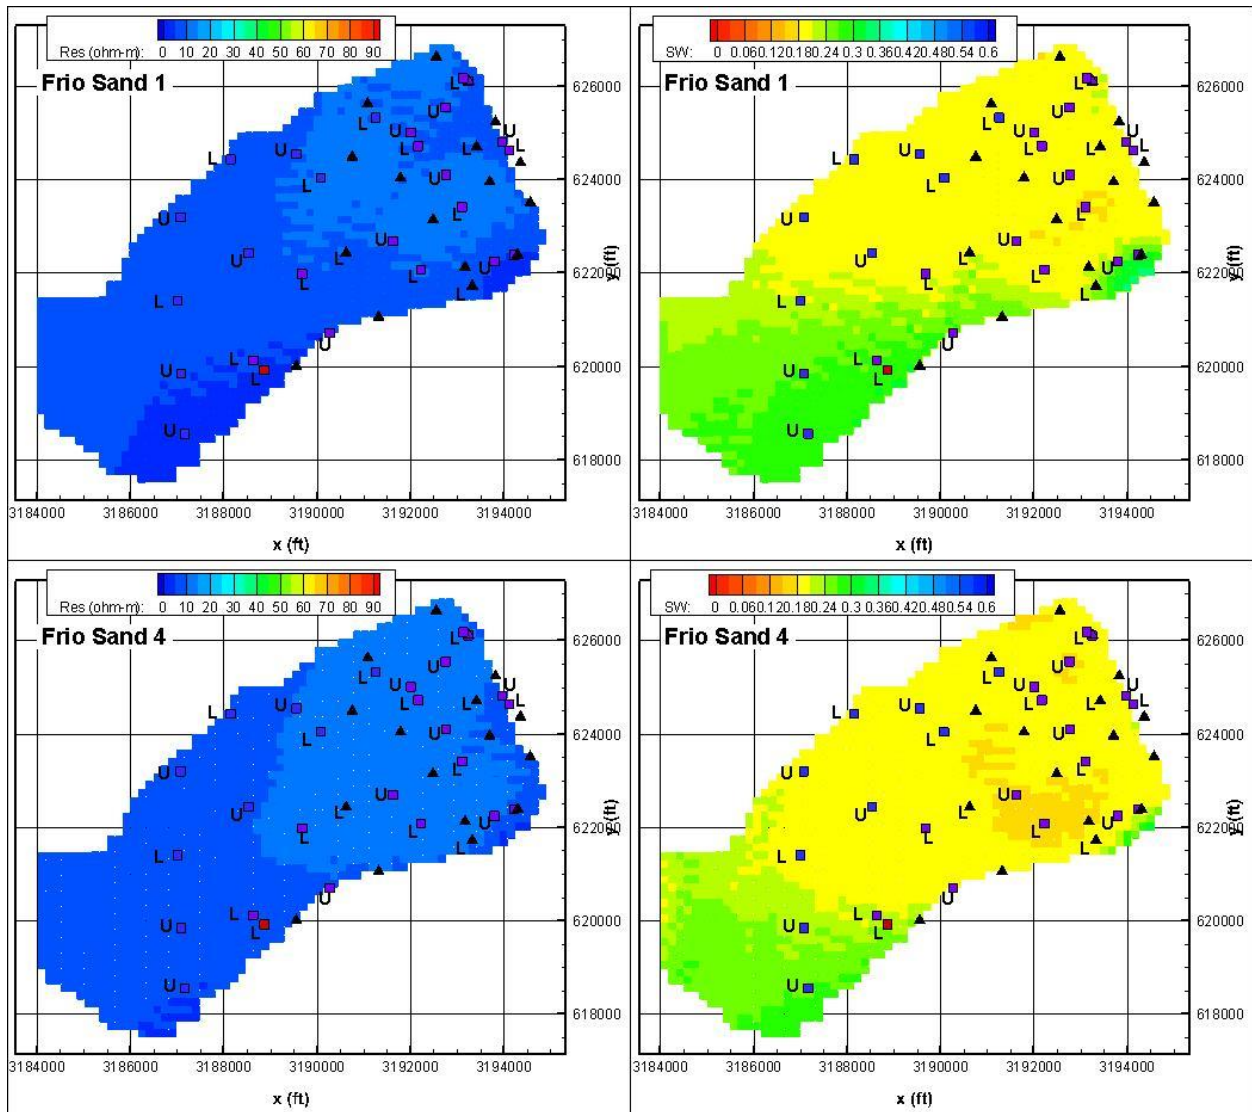 Res (ohm-m): 0 10 20 30 40 50 60 70 80 90
Frio Sand 1
L
U
L
U
U
L
L
U
L
L
U
L
U
L
U
U
L
L
U
L
U
L
L
U
U
626000
624000
622000
620000
618000
y (ft)
3184000 3186000 3188000 3190000 3192000 3194000
x (ft)
SW: 0 0.06 0.12 0.18 0.24 0.3 0.36 0.42 0.48 0.54 0.6
Frio Sand 1
L
U
L
U
U
L
L
U
L
L
U
L
U
L
U
U
L
L
U
L
U
L
L
U
U
626000
624000
622000
620000
618000
y (ft)
3184000 3186000 3188000 3190000 3192000 3194000
x (ft)
Res (ohm-m): 0 10 20 30 40 50 60 70 80 90
Frio Sand 4
L
U
L
U
U
L
L
U
L
L
U
L
U
L
U
U
L
L
U
L
U
L
L
U
U
626000
624000
622000
620000
618000
y (ft)
3184000 3186000 3188000 3190000 3192000 3194000
x (ft)
SW: 0 0.06 0.12 0.18 0.24 0.3 0.36 0.42 0.48 0.54 0.6
Frio Sand 4
L
U
L
U
U
L
L
U
L
L
U
L
U
L
U
U
L
L
U
L
U
L
L
U
U
626000
624000
622000
620000
618000
y (ft)
3184000 3186000 3188000 3190000 3192000 3194000
x (ft)